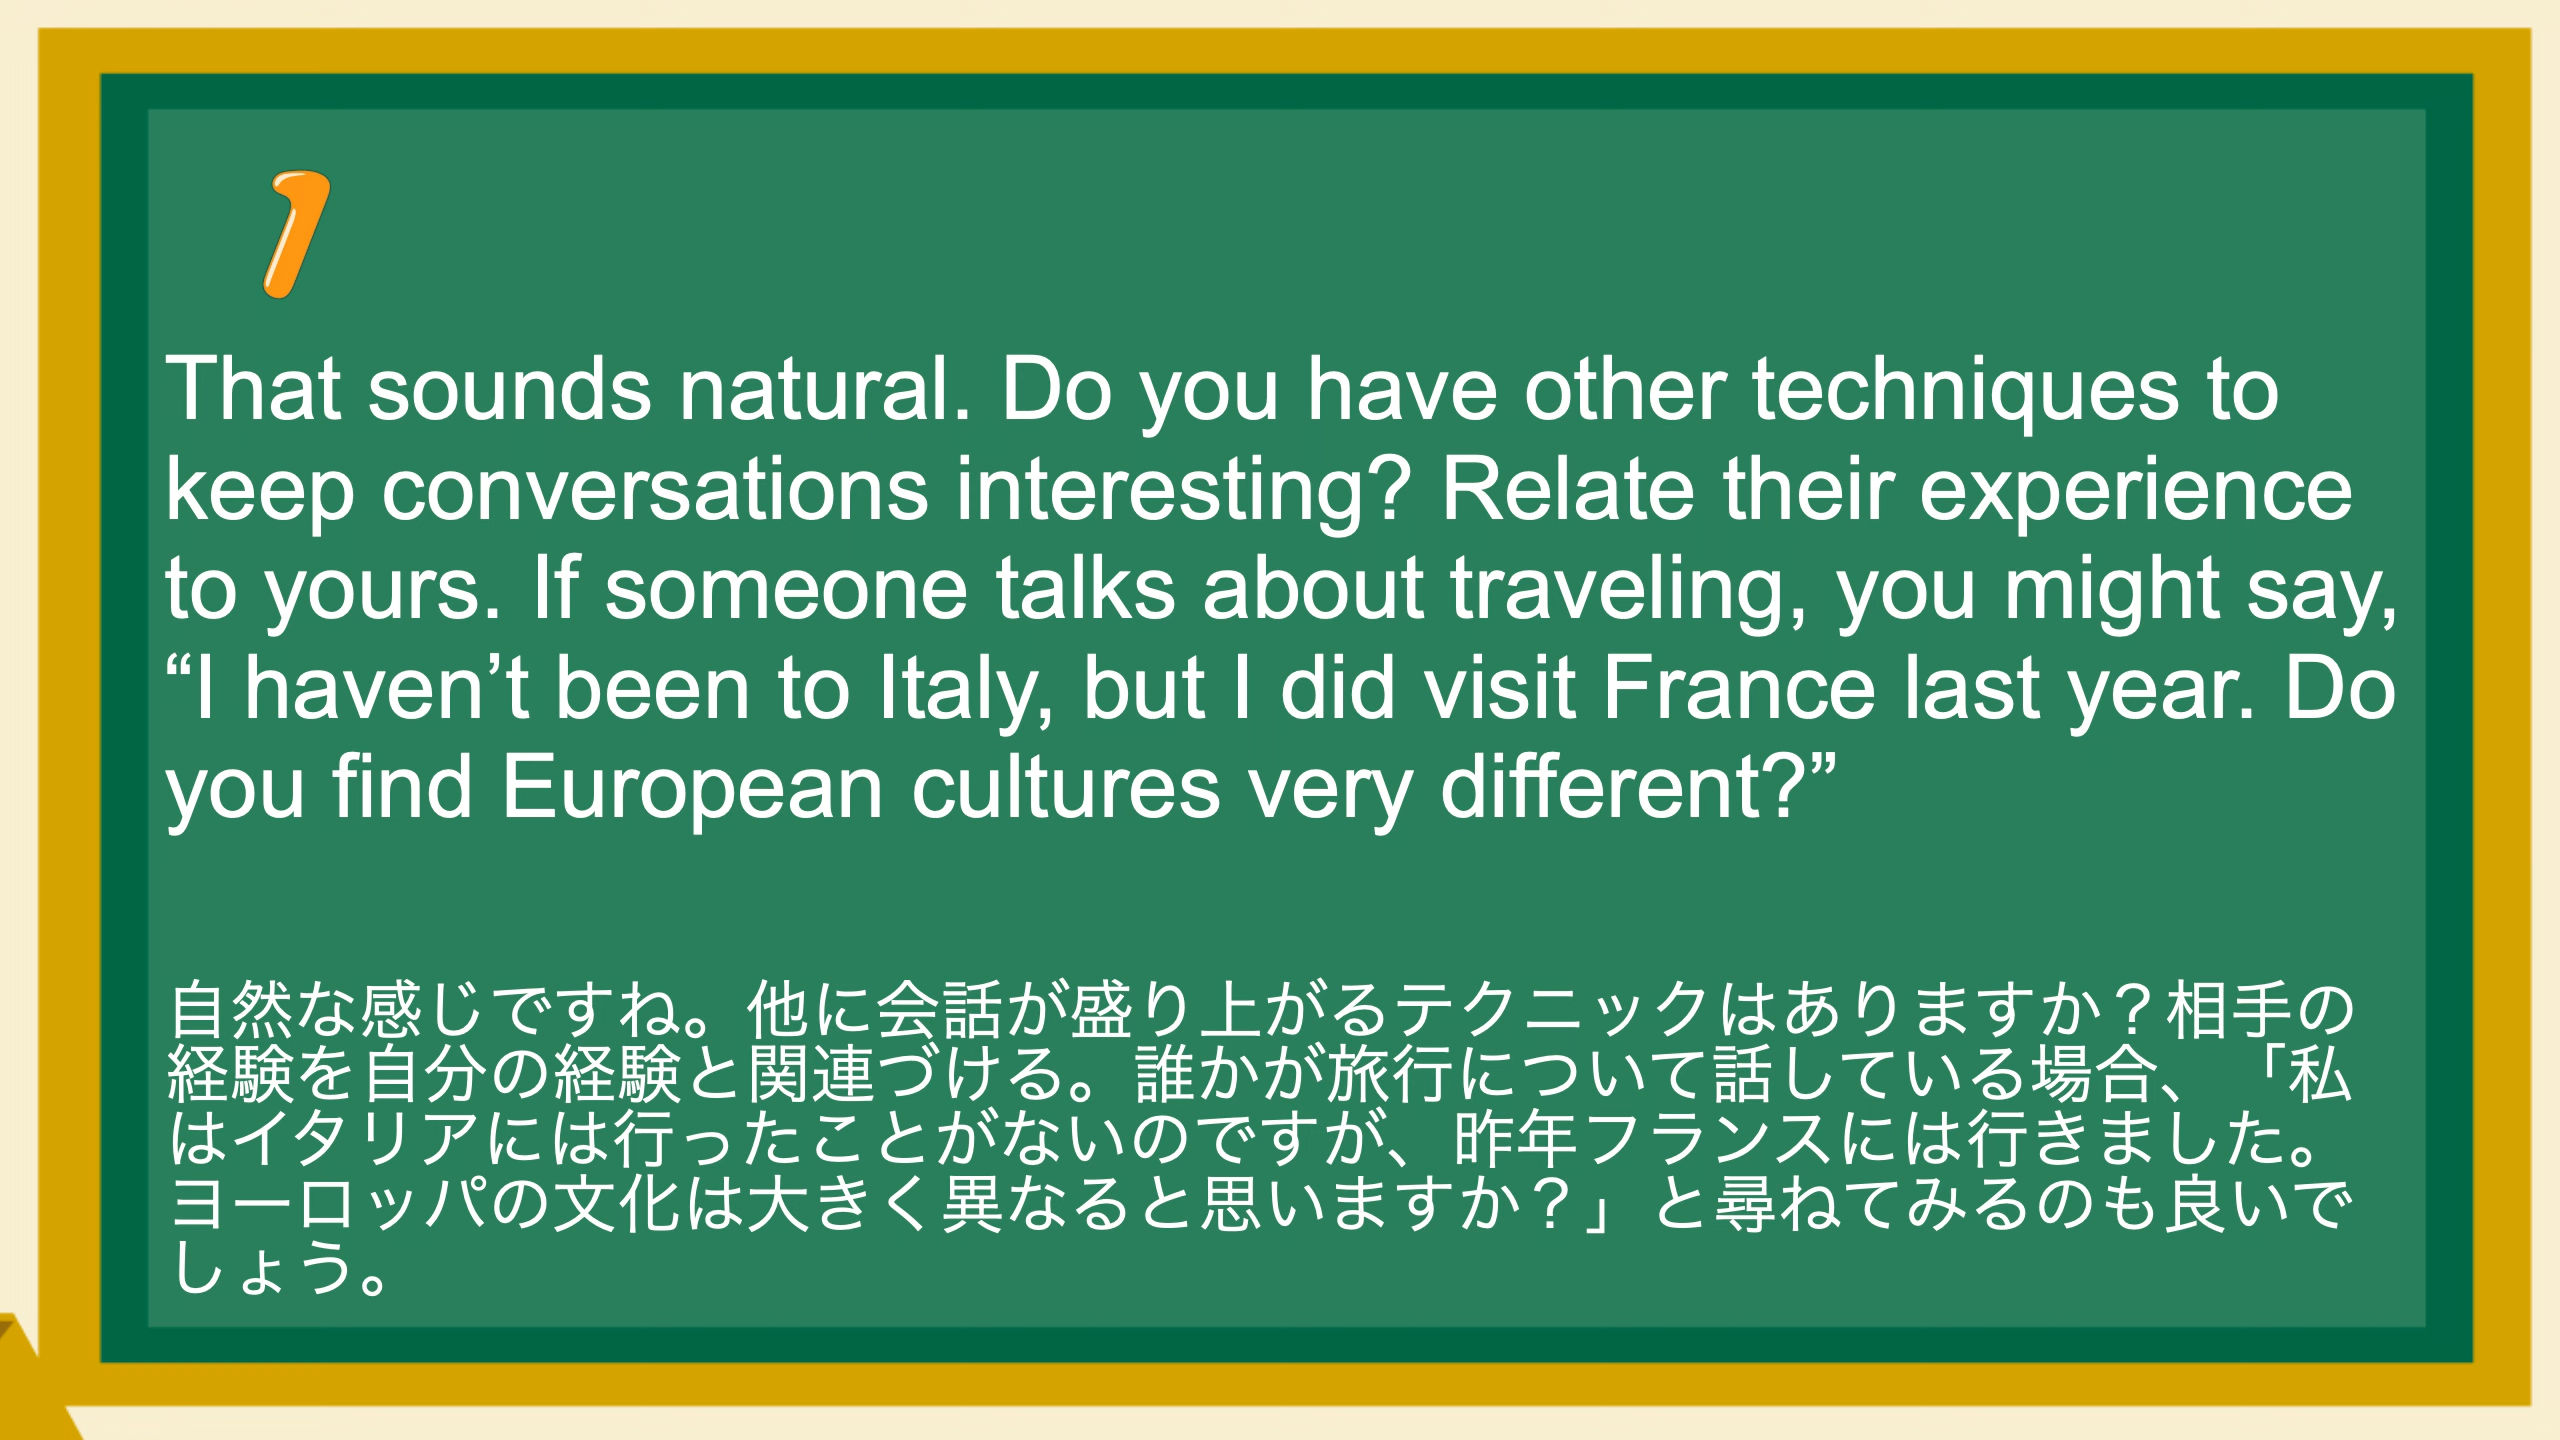 1
That sounds natural. Do you have other techniques to
keep conversations interesting? Relate their experience
to yours. If someone talks about traveling, you might say,
“I haven’t been to Italy, but I did visit France last year. Do
you find European cultures very different?”
自然な感じですね。他に会話が盛り上がるテクニックはありますか？相手の
経験を自分の経験と関連づける。誰かが旅行について話している場合、「私
はイタリアには行ったことがないのですが、昨年フランスには行きました。
ヨーロッパの文化は大きく異なると思いますか？」と尋ねてみるのも良いで
しょう。